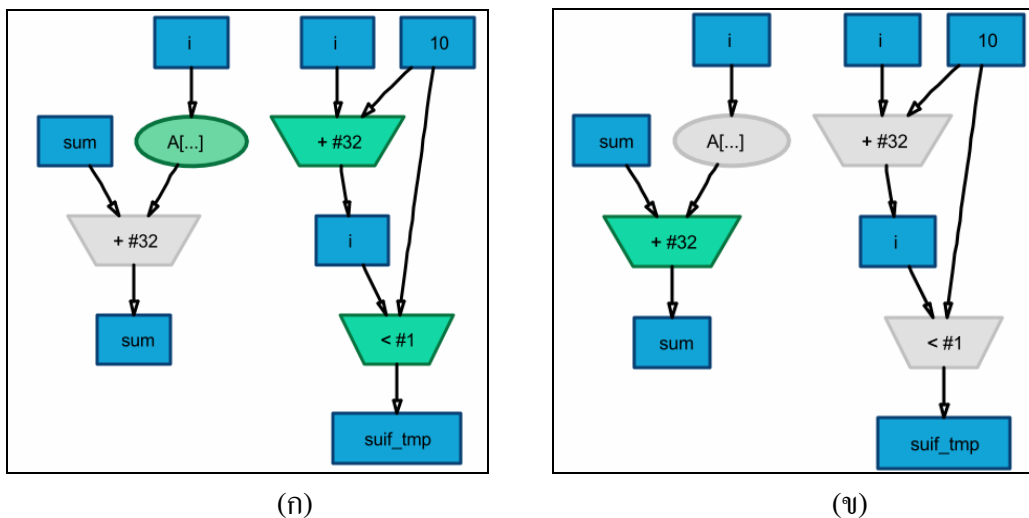 i i 10
sum A[...] + #32
+ #32 i
sum < #1
suif_tmp
(ก)
i i 10
sum A[...] + #32
+ #32 i
sum < #1
suif_tmp
(ข)